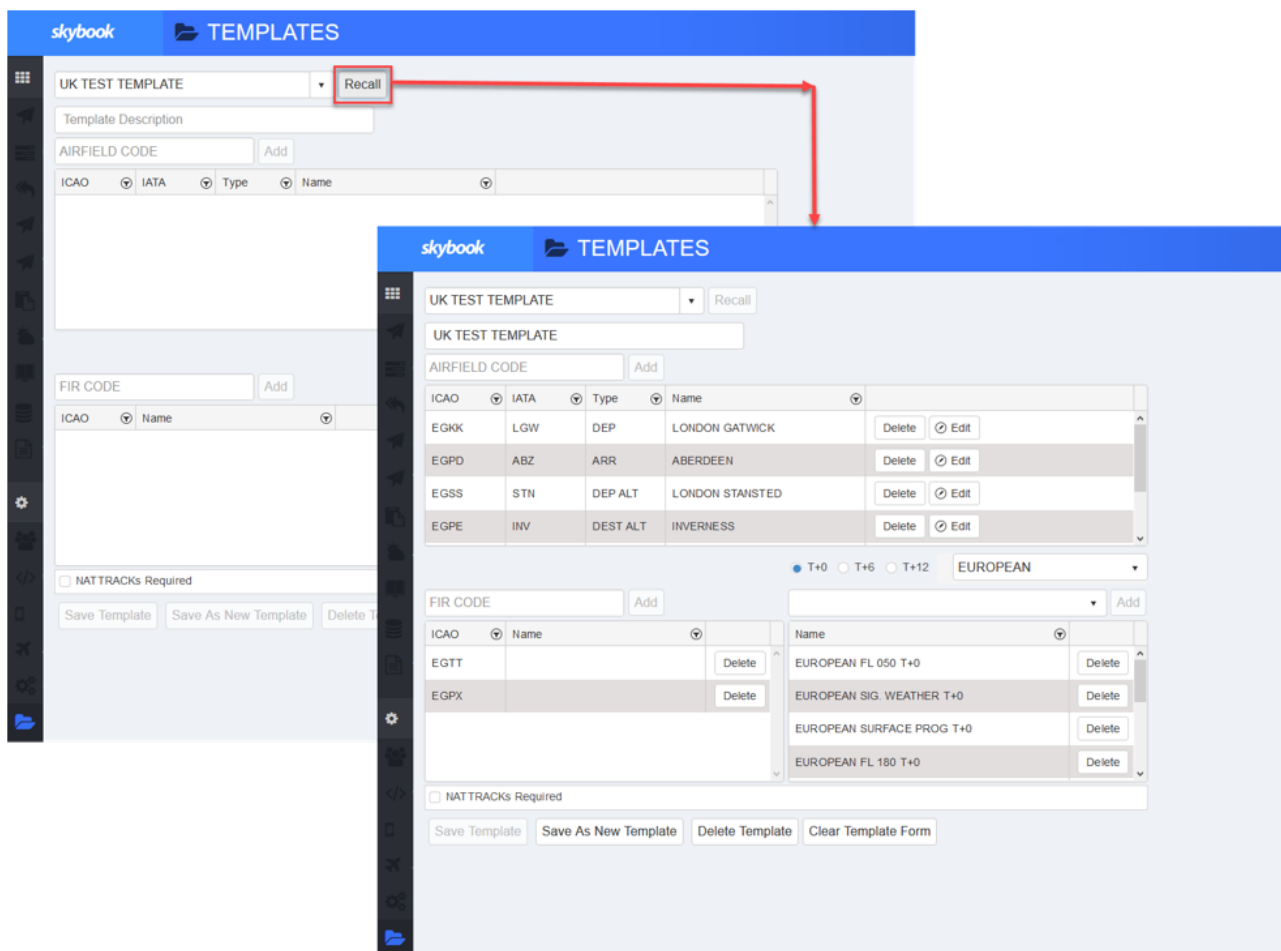 skybook TEMPLATES
UK TEST TEMPLATE Recall
Template Description
AIRFIELD CODE Add
ICAO IATA Type Name
FIR CODE Add
ICAO Name
NATTRACKs Required
Save Template Save As New Template Delete
skybook TEMPLATES
UK TEST TEMPLATE Recall
UK TEST TEMPLATE
AIRFIELD CODE Add
ICAO IATA Type Name
EGKK LGW DEP LONDON GATWICK Delete Edit
EGPD ABZ ARR ABERDEEN Delete Edit
EGSS STN DEP ALT LONDON STANSTED Delete Edit
EGPE INV DEST ALT INVERNESS Delete Edit
T+0 T+6 T+12 EUROPEAN
FIR CODE Add Add
ICAO Name Name
EGTT Delete EUROPEAN FL 050 T+0 Delete
EGPX Delete EUROPEAN SIG. WEATHER T+0 Delete
EUROPEAN SURFACE PROG T+0 Delete
EUROPEAN FL 180 T+0 Delete
NATTRACKs Required
Save Template Save As New Template Delete Template Clear Template Form